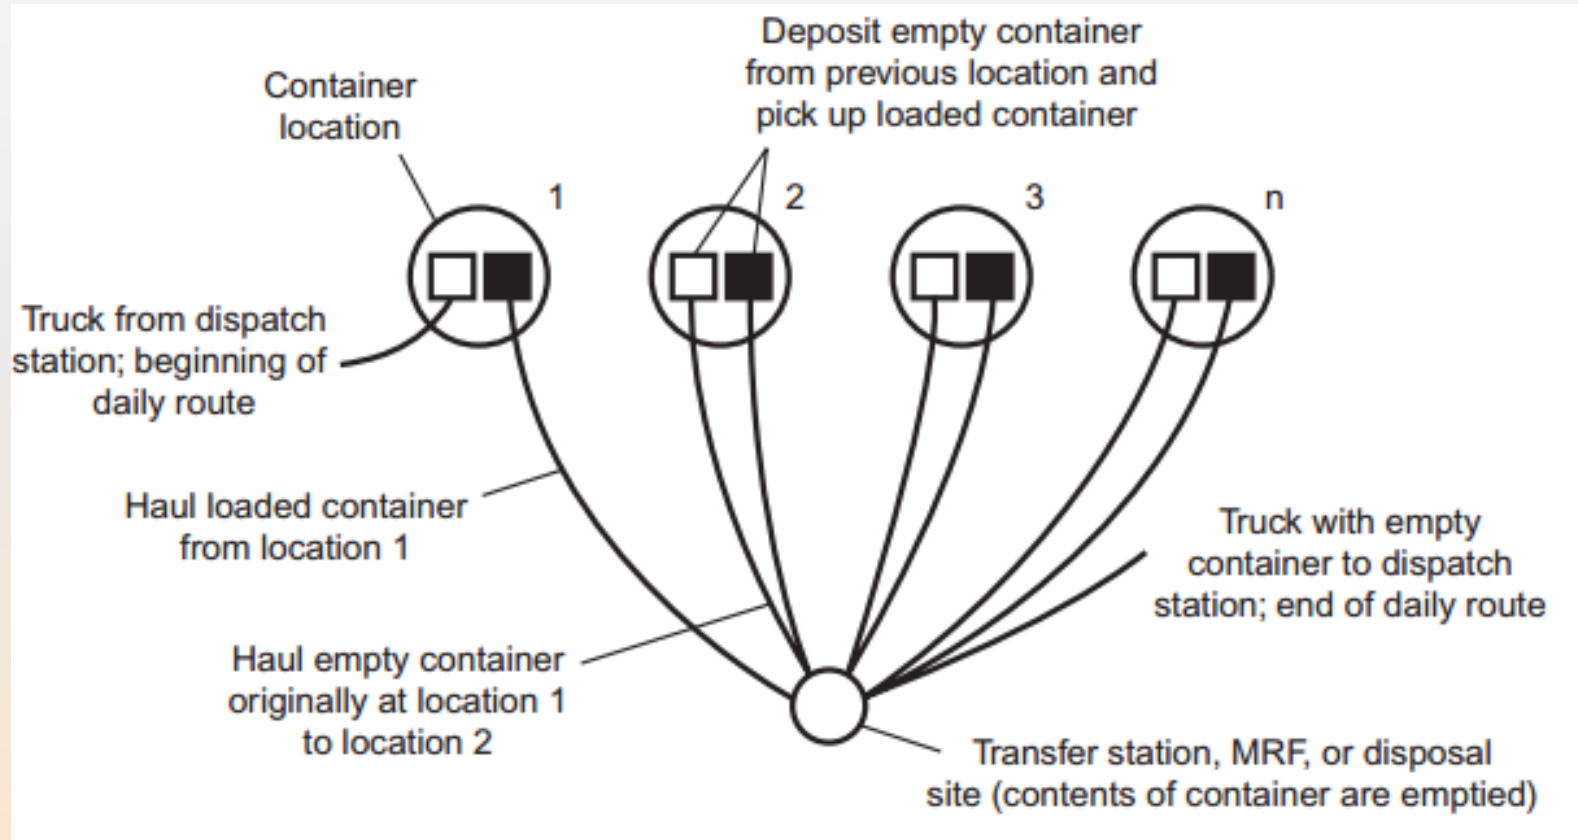 Deposit empty container
from previous location and
pick up loaded container
Container
location
1
2
3
n
Truck from dispatch
station; beginning of
daily route
Haul loaded container
from location 1
Truck with empty
container to dispatch
station; end of daily route
Haul empty container
originally at location 1
to location 2
Transfer station, MRF, or disposal
site (contents of container are emptied)